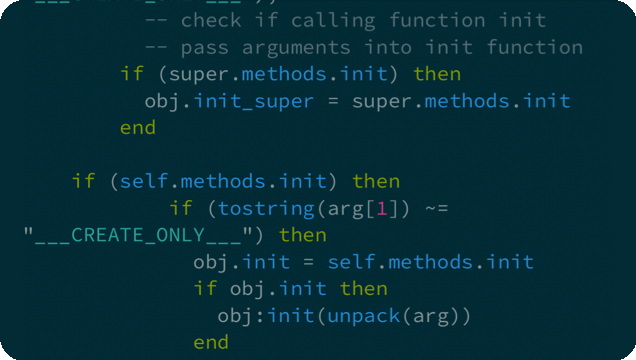 ___CREATE_ONLY___"),
-- check if calling function init
-- pass arguments into init function
if (super.methods.init) then
obj.init_super = super.methods.init
end
if (self.methods.init) then
if (tostring(arg[1]) ~=
"___CREATE_ONLY___") then
obj.init = self.methods.init
if obj.init then
obj:init(unpack(arg))
end